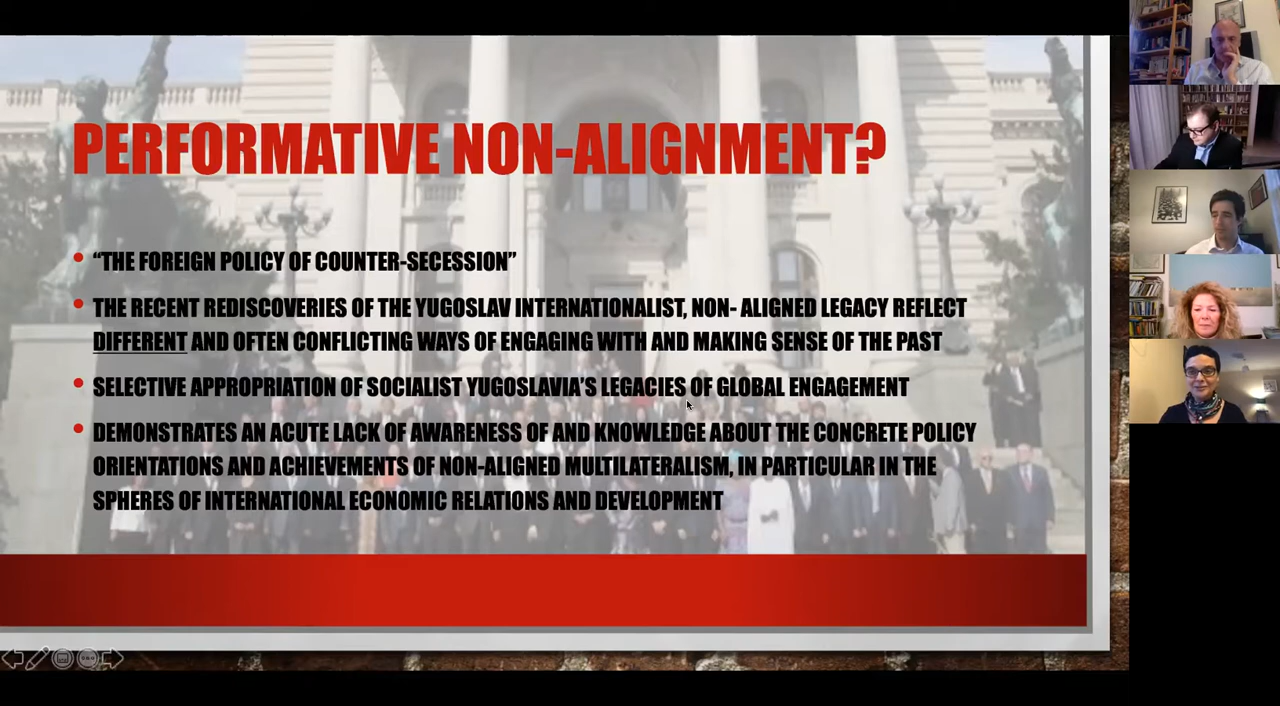 PERFORMATIVE NON-ALIGNMENT?
“THE FOREIGN POLICY OF COUNTER-SECESSION”
THE RECENT REDISCOVERIES OF THE YUGOSLAV INTERNATIONALIST, NON- ALIGNED LEGACY REFLECT
DIFFERENT AND OFTEN CONFLICTING WAYS OF ENGAGING WITH AND MAKING SENSE OF THE PAST
SELECTIVE APPROPRIATION OF SOCIALIST YUGOSLAVIA’S LEGACIES OF GLOBAL ENGAGEMENT
DEMONSTRATES AN ACUTE LACK OF AWARENESS OF AND KNOWLEDGE ABOUT THE CONCRETE POLICY
ORIENTATIONS AND ACHIEVEMENTS OF NON-ALIGNED MULTILATERALISM, IN PARTICULAR IN THE
SPHERES OF INTERNATIONAL ECONOMIC RELATIONS AND DEVELOPMENT